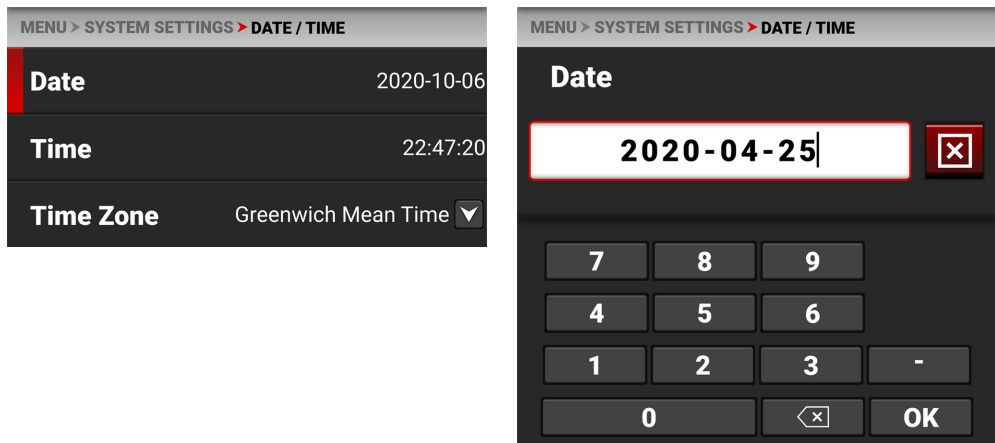 MENU > SYSTEM SETTINGS > DATE / TIME
Date 2020-10-06
Time 22:47:20
Time Zone Greenwich Mean Time
MENU > SYSTEM SETTINGS > DATE / TIME
Date
2020-04-25
7 8 9
4 5 6
1 2 3 -
0 OK